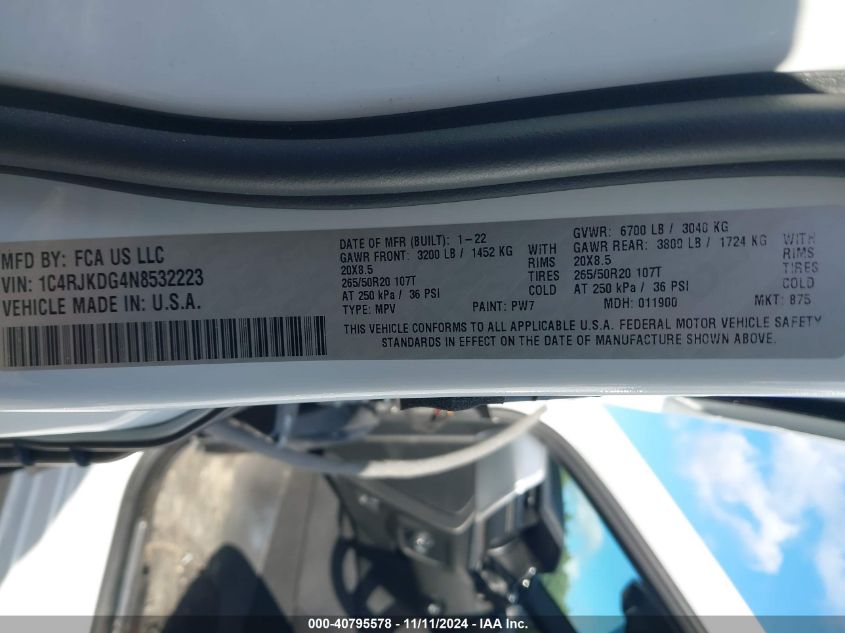 MFD BY: FCA US LLC
VIN: 1C4RJKDG4N8532223
VEHICLE MADE IN: U.S.A.
DATE OF MFR (BUILT): 1-22
GAWR FRONT: 3200 LB / 1452 KG WITH
20X8.5 RIMS
265/50R20 107T TIRES
AT 250 kPa / 36 PSI COLD
TYPE: MPV PAINT: PW7
GVWR: 6700 LB / 3040 KG
GAWR REAR: 3800 LB / 1724 KG WITH
20X8.5 RIMS
265/50R20 107T TIRES
AT 250 kPa / 36 PSI COLD
MDH: 011900 MKT: B75
THIS VEHICLE CONFORMS TO ALL APPLICABLE U.S.A. FEDERAL MOTOR VEHICLE SAFETY
STANDARDS IN EFFECT ON THE DATE OF MANUFACTURE SHOWN ABOVE.
000-40795578 - 11/11/2024 - IAA Inc.